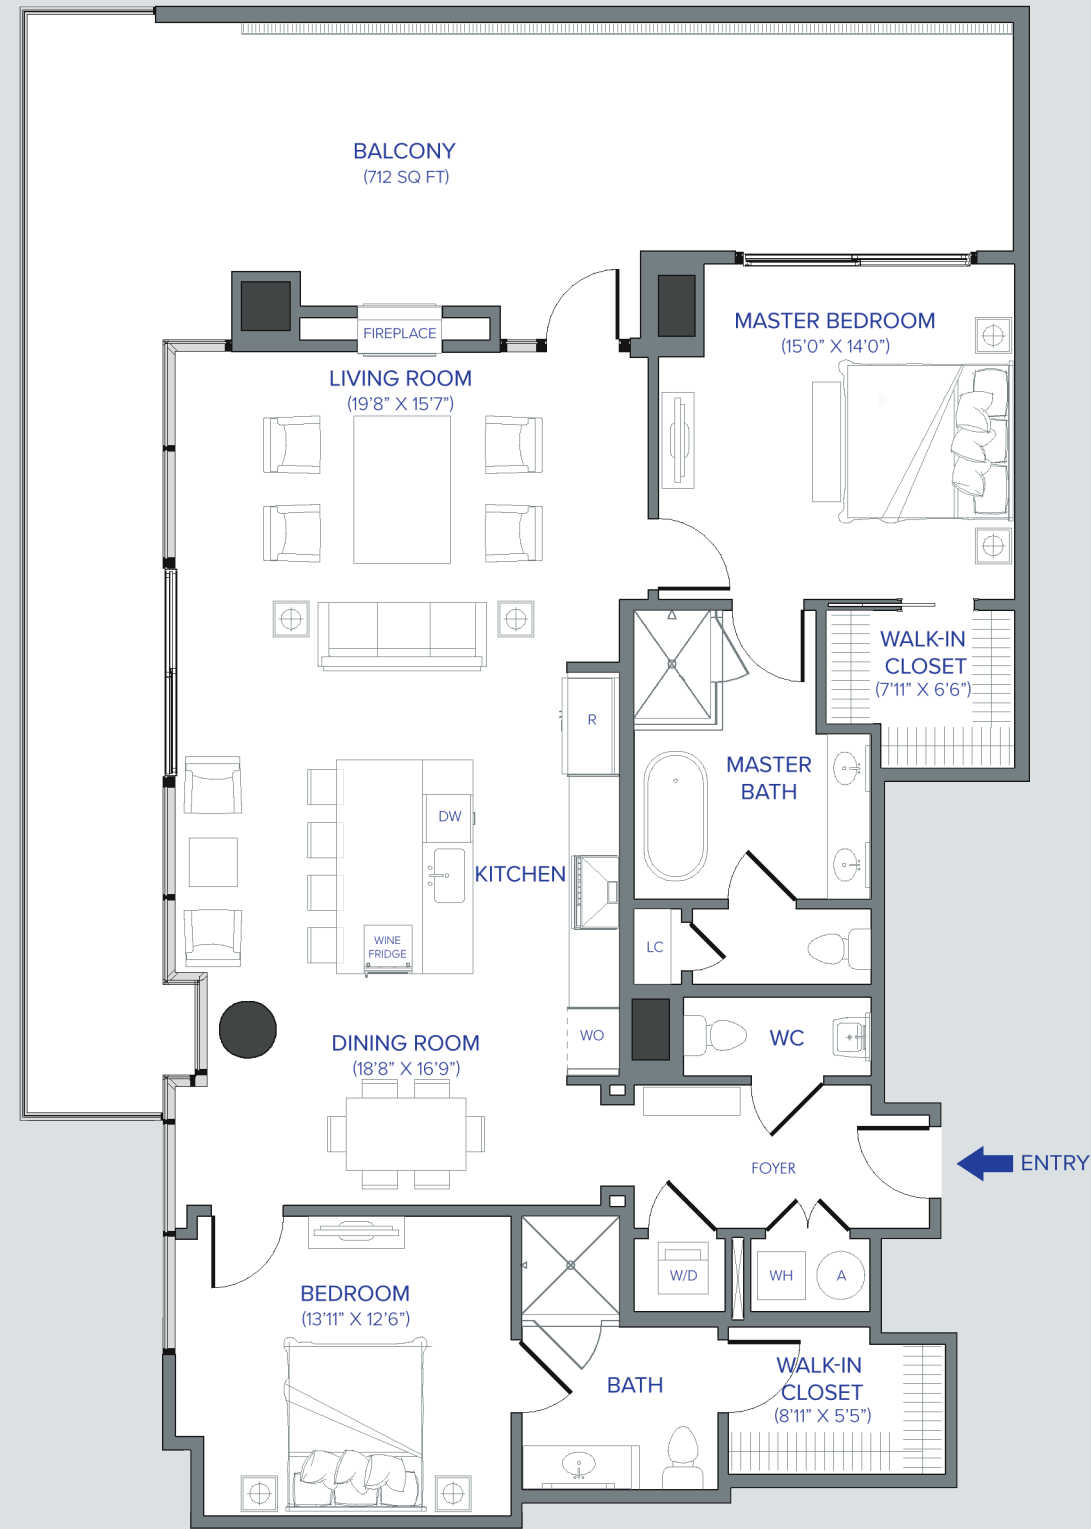 BALCONY
(712 SQ FT)
FIREPLACE
MASTER BEDROOM
(15'0" X 14'0")
LIVING ROOM
(19'8" X 15'7")
WALK-IN
CLOSET
(7'11" X 6'6")
R
MASTER
BATH
DW
KITCHEN
WINE
FRIDGE
LC
WO
WC
DINING ROOM
(18'8" X 16'9")
FOYER
ENTRY
W/D
WH
A
BEDROOM
(13'11" X 12'6")
BATH
WALK-IN
CLOSET
(8'11" X 5'5")